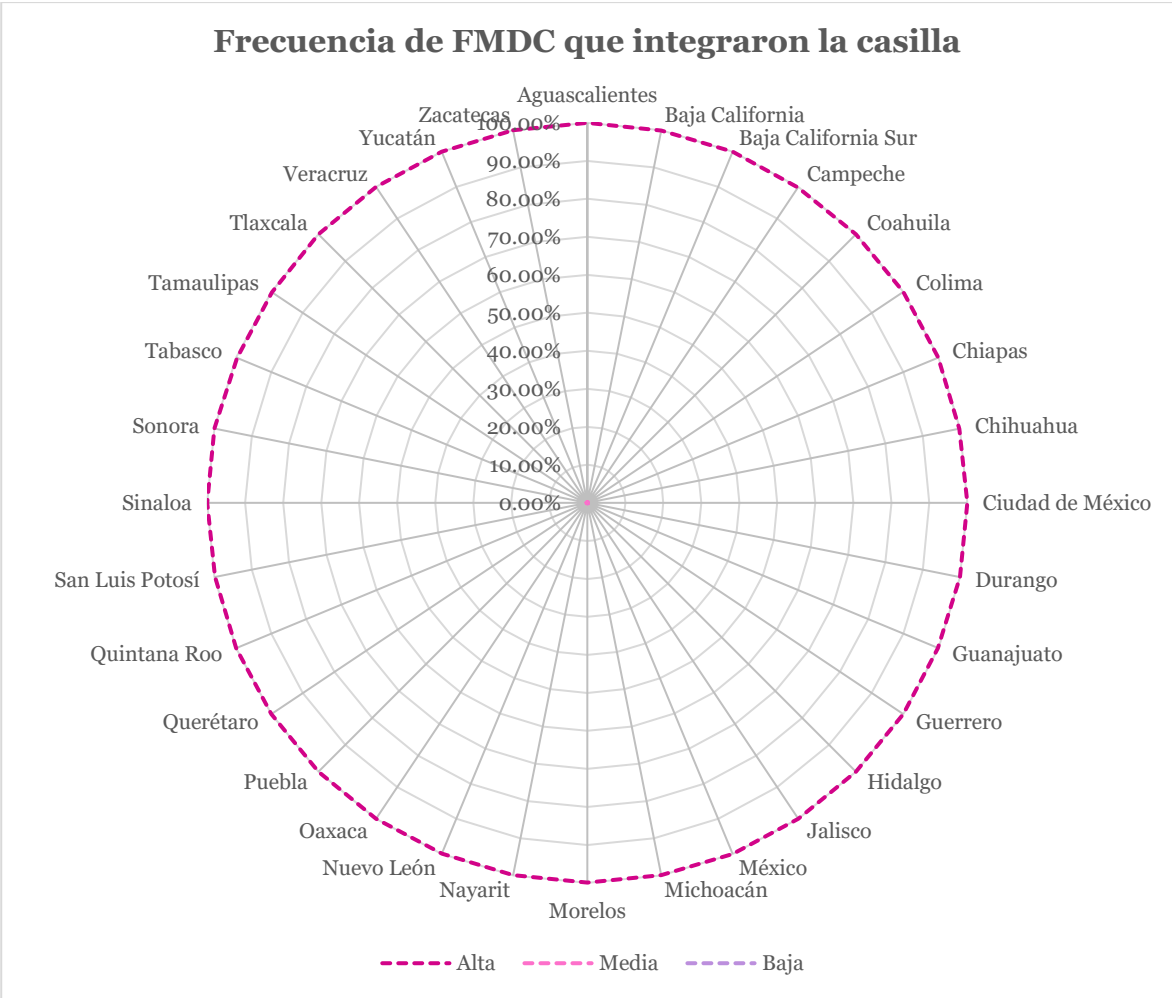 Frecuencia de FMDC que integraron la casilla
Aguascalientes
Baja California
Baja California Sur
Campeche
Coahuila
Colima
Chiapas
Chihuahua
Ciudad de México
Durango
Guanajuato
Guerrero
Hidalgo
Jalisco
México
Michoacán
Morelos
Nayarit
Nuevo León
Oaxaca
Puebla
Querétaro
Quintana Roo
San Luis Potosí
Sinaloa
Sonora
Tabasco
Tamaulipas
Tlaxcala
Veracruz
Yucatán
Zacatecas
100.00%
90.00%
80.00%
70.00%
60.00%
50.00%
40.00%
30.00%
20.00%
10.00%
0.00%
Alta Media Baja